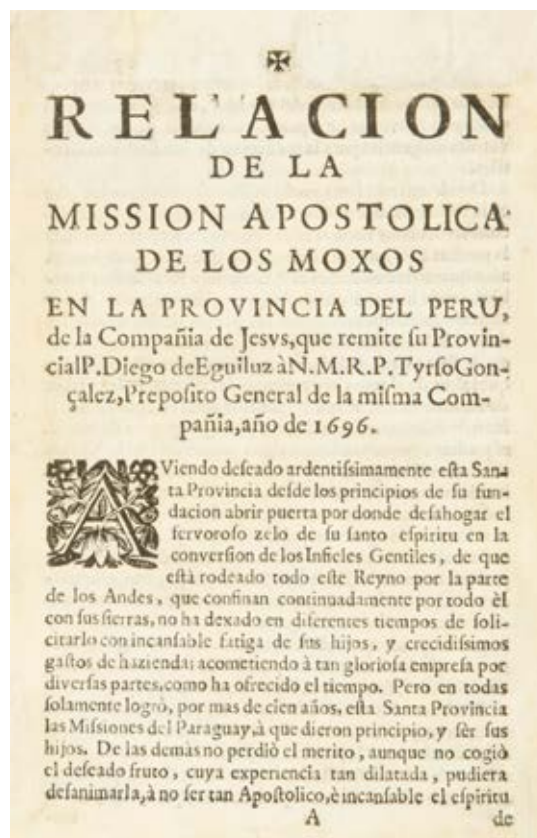 ✠
RELACION
DE LA
MISSION APOSTOLICA
DE LOS MOXOS
EN LA PROVINCIA DEL PERU,
de la Compañia de Jesvs, que remite ſu Provin-
cial P. Diego de Eguiluz à N. M. R. P. Tyrſo Gon-
çalez, Prepoſito General de la miſma Com-
pañia, año de 1696.
AViendo deſeado ardentiſsimamente eſta San-
ta Provincia deſde los principios de ſu fun-
dacion abrir puerta por donde deſahogar el
fervoroſo zelo de ſu ſanto eſpiritu en la
converſion de los Infieles Gentiles, de que
eſtà rodeado todo eſte Reyno por la parte
de los Andes, que confinan continuadamente por todo èl
con ſus ſierras, no ha dexado en diferentes tiempos de ſoli-
citarlo con incanſable fatiga de ſus hijos, y crecidiſsimos
gaſtos de hazienda; acometiendo à tan glorioſa empreſa por
diverſas partes, como ha ofrecido el tiempo. Pero en todas
ſolamente logrò, por mas de cien años, eſta Santa Provincia
las Miſsiones del Paraguay, à que dieron principio, y ſèr ſus
hijos. De las demàs no perdiò el merito, aunque no cogiò
el deſeado fruto, cuya experiencia tan dilatada, pudiera
deſanimarla, à no ſer tan Apoſtolico, è incanſable el eſpiritu
A de